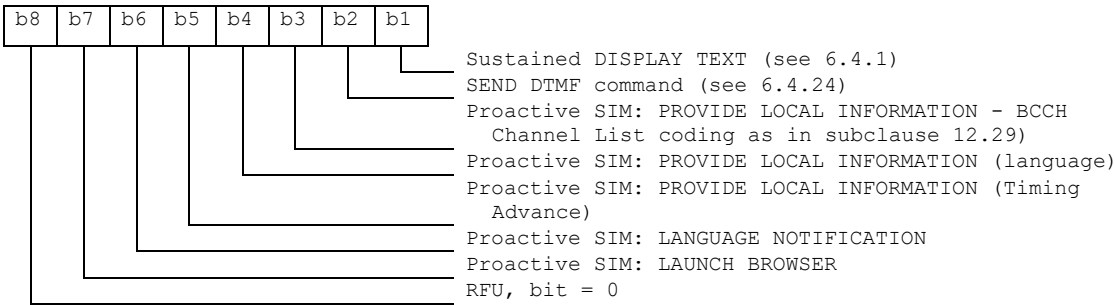 b8 b7 b6 b5 b4 b3 b2 b1
Sustained DISPLAY TEXT (see 6.4.1)
SEND DTMF command (see 6.4.24)
Proactive SIM: PROVIDE LOCAL INFORMATION - BCCH
Channel List coding as in subclause 12.29)
Proactive SIM: PROVIDE LOCAL INFORMATION (language)
Proactive SIM: PROVIDE LOCAL INFORMATION (Timing
Advance)
Proactive SIM: LANGUAGE NOTIFICATION
Proactive SIM: LAUNCH BROWSER
RFU, bit = 0